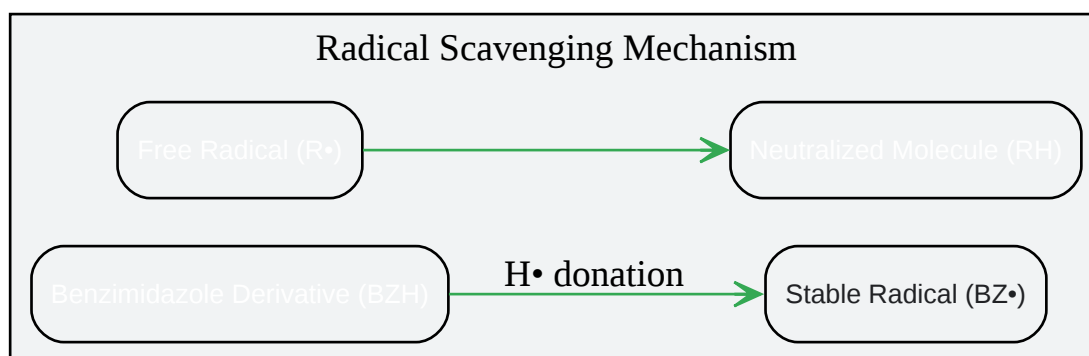 Radical Scavenging Mechanism
Free Radical (R•)
Neutralized Molecule (RH)
Benzimidazole Derivative (BZH)
H• donation
Stable Radical (BZ•)